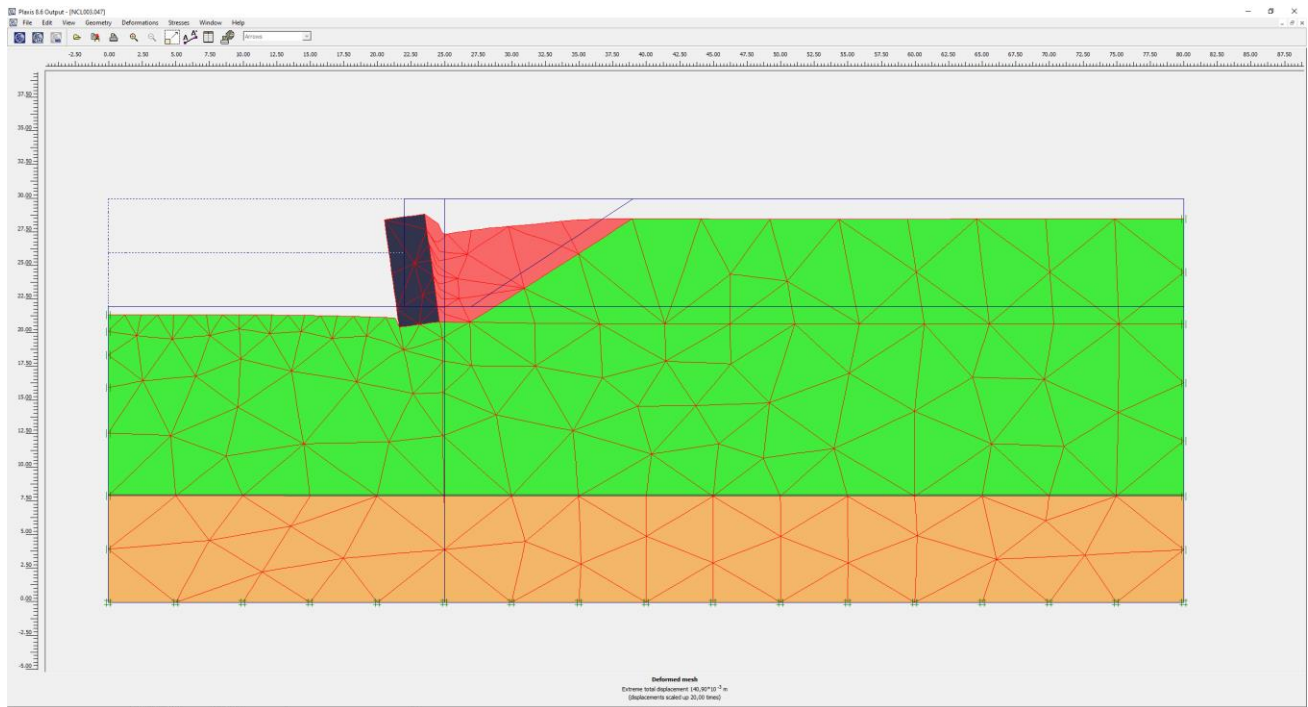 Plaxis 8.6 Output - [NCL003.047]
File Edit View Geometry Deformations Stresses Window Help
Arrows
-2.50 0.00 2.50 5.00 7.50 10.00 12.50 15.00 17.50 20.00 22.50 25.00 27.50 30.00 32.50 35.00 37.50 40.00 42.50 45.00 47.50 50.00 52.50 55.00 57.50 60.00 62.50 65.00 67.50 70.00 72.50 75.00 77.50 80.00 82.50 85.00 87.50
37.50
35.00
32.50
30.00
27.50
25.00
22.50
20.00
17.50
15.00
12.50
10.00
7.50
5.00
2.50
0.00
-2.50
-5.00
Deformed mesh
Extreme total displacement 140,90*10⁻³ m
(displacements scaled up 20,00 times)